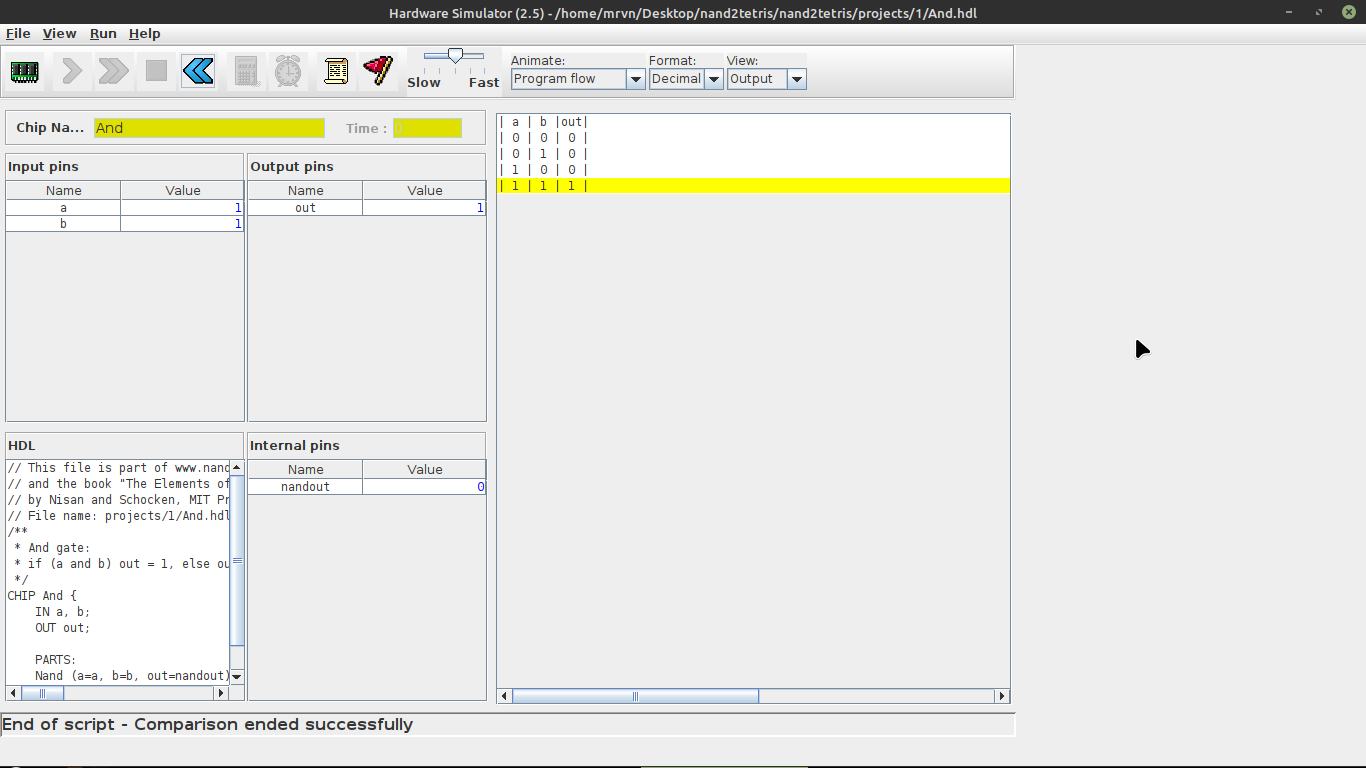 Hardware Simulator (2.5) - /home/mrvn/Desktop/nand2tetris/nand2tetris/projects/1/And.hdl
File View Run Help
Slow Fast
Animate: Format: View:
Program flow Decimal Output
Chip Na... And Time : 0
Input pins
Name Value
a 1
b 1
Output pins
Name Value
out 1
| a | b |out|
| 0 | 0 | 0 |
| 0 | 1 | 0 |
| 1 | 0 | 0 |
| 1 | 1 | 1 |
HDL
// This file is part of www.nand
// and the book "The Elements of
// by Nisan and Schocken, MIT Pr
// File name: projects/1/And.hdl
/**
* And gate:
* if (a and b) out = 1, else ou
*/
CHIP And {
IN a, b;
OUT out;
PARTS:
Nand (a=a, b=b, out=nandout)
Internal pins
Name Value
nandout 0
End of script - Comparison ended successfully